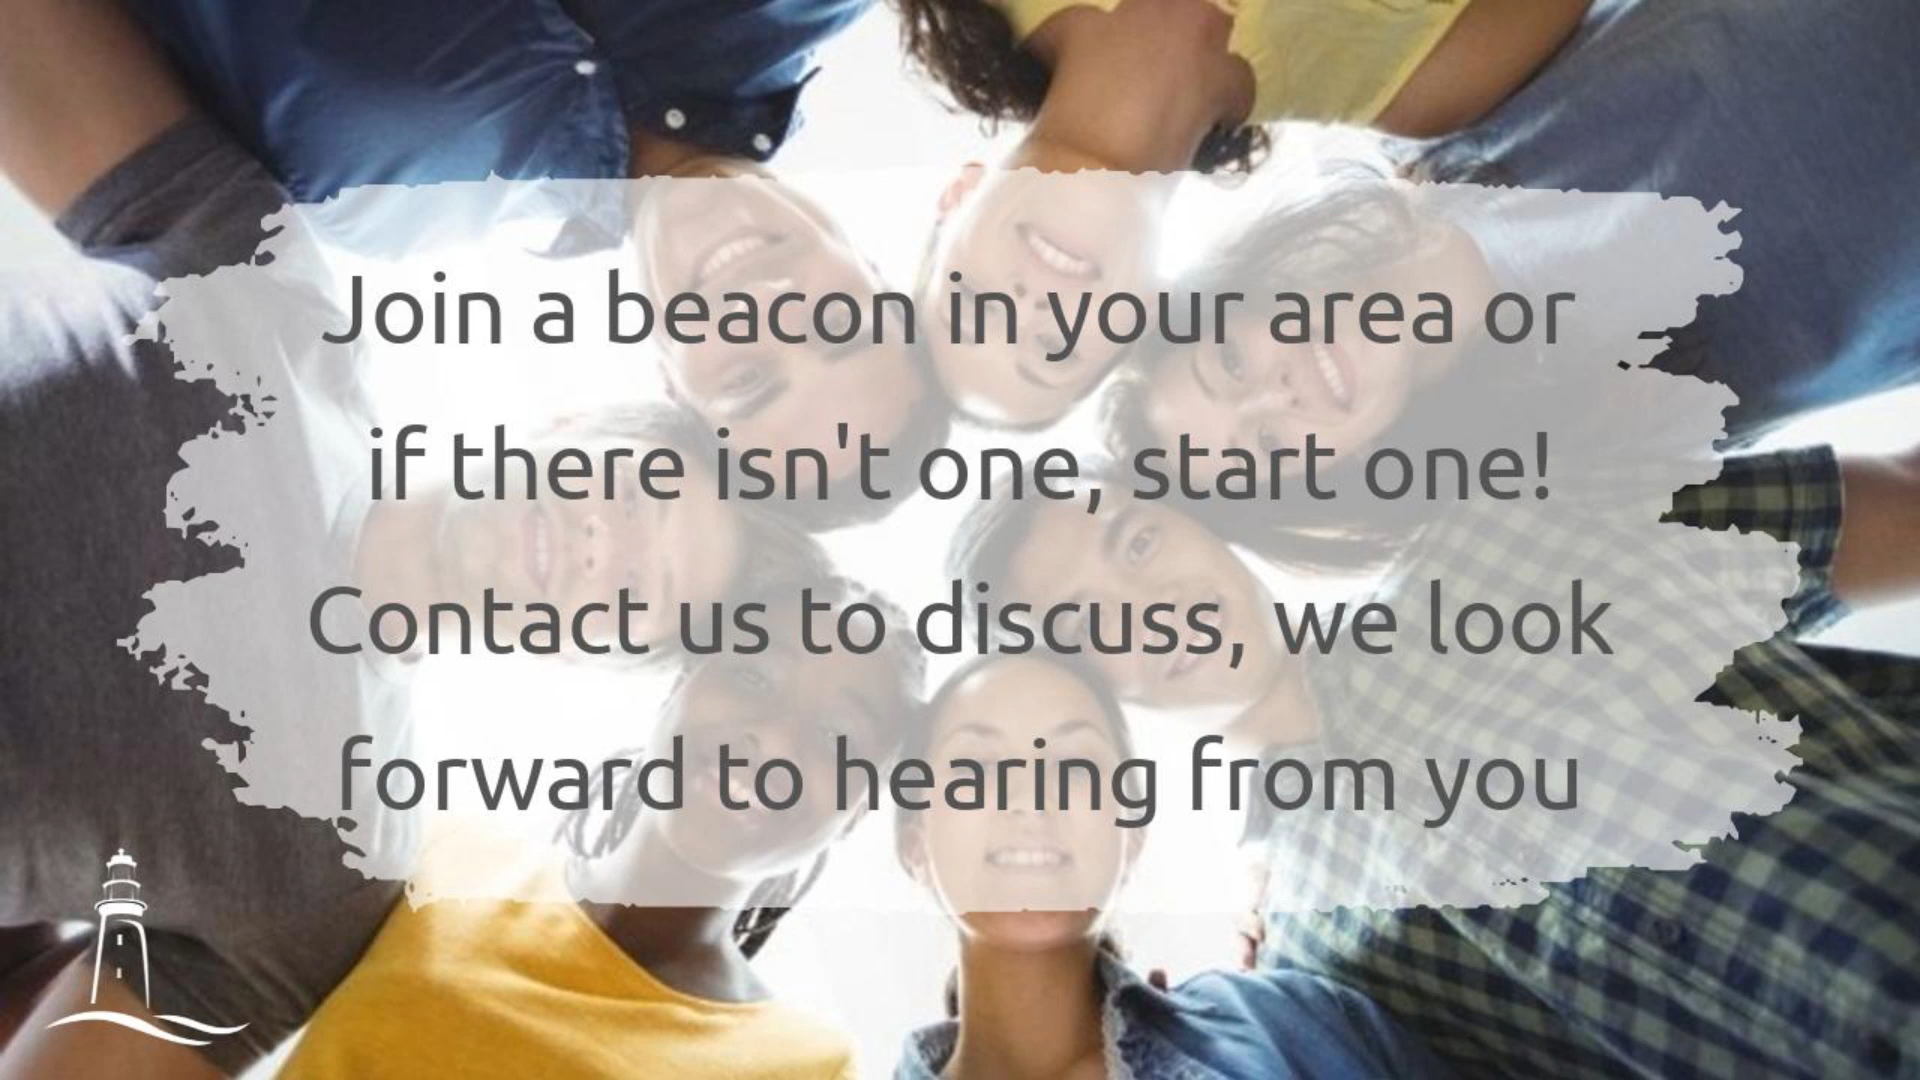 Join a beacon in your area or
if there isn't one, start one!
Contact us to discuss, we look
forward to hearing from you